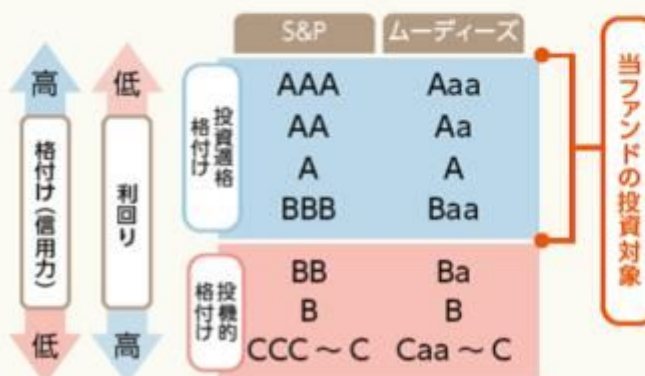 S&P ムーディーズ
高 低
格付け(信用力)
利回り
低 高
投資適格
格付け
AAA Aaa
AA Aa
A A
BBB Baa
投機的
格付け
BB Ba
B B
CCC ~ C Caa ~ C
当ファンドの投資対象